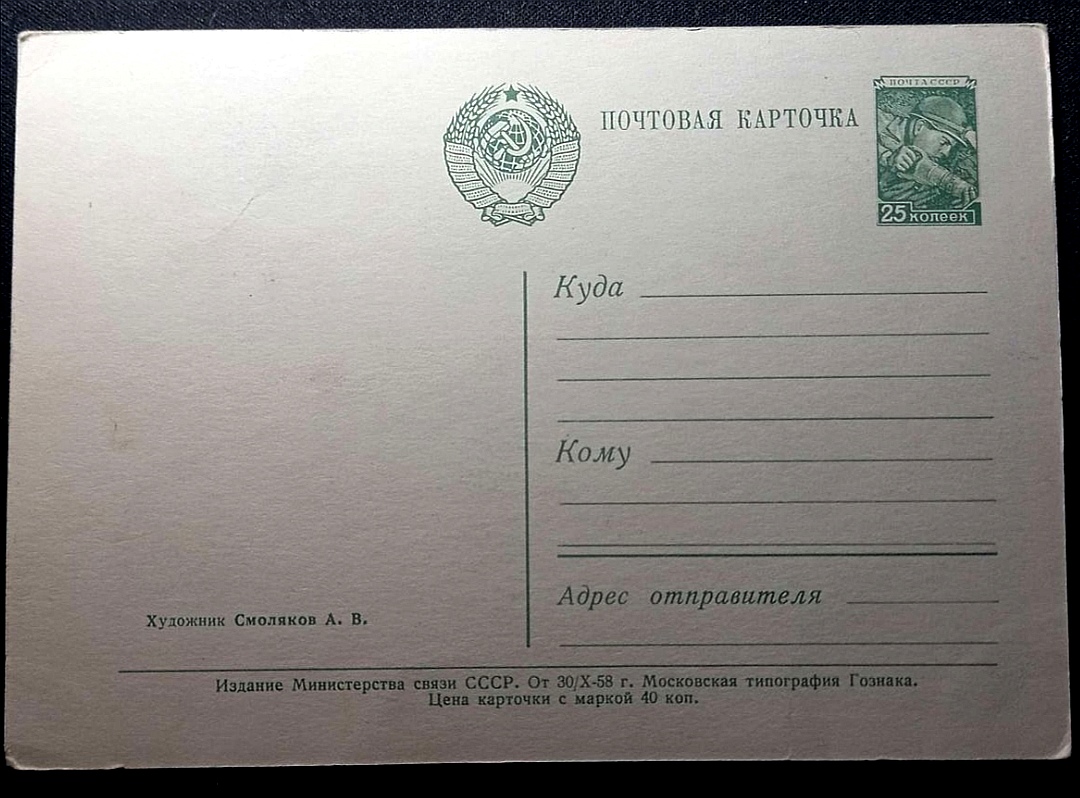 ПОЧТОВАЯ КАРТОЧКА
ПОЧТА СССР
25 копеек
Куда
Кому
Адрес отправителя
Художник Смоляков А. В.
Издание Министерства связи СССР. От 30/X-58 г. Московская типография Гознака.
Цена карточки с маркой 40 коп.